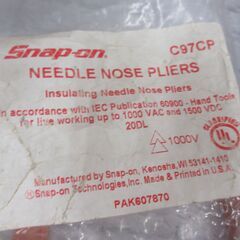 Snap-on C97CP
NEEDLE NOSE PLIERS
Insulating Needle Nose Pliers
In accordance with IEC Publication 60900 - Hand Tools
for live working up to 1000 VAC and 1500 VDC
20DL
1000V
CLASSIFIED
UL
Manufactured by Snap-on, Kenosha, WI 53141-1410
®Snap-on Technologies, Inc. Made & Printed in U.S.A.
PAK607870